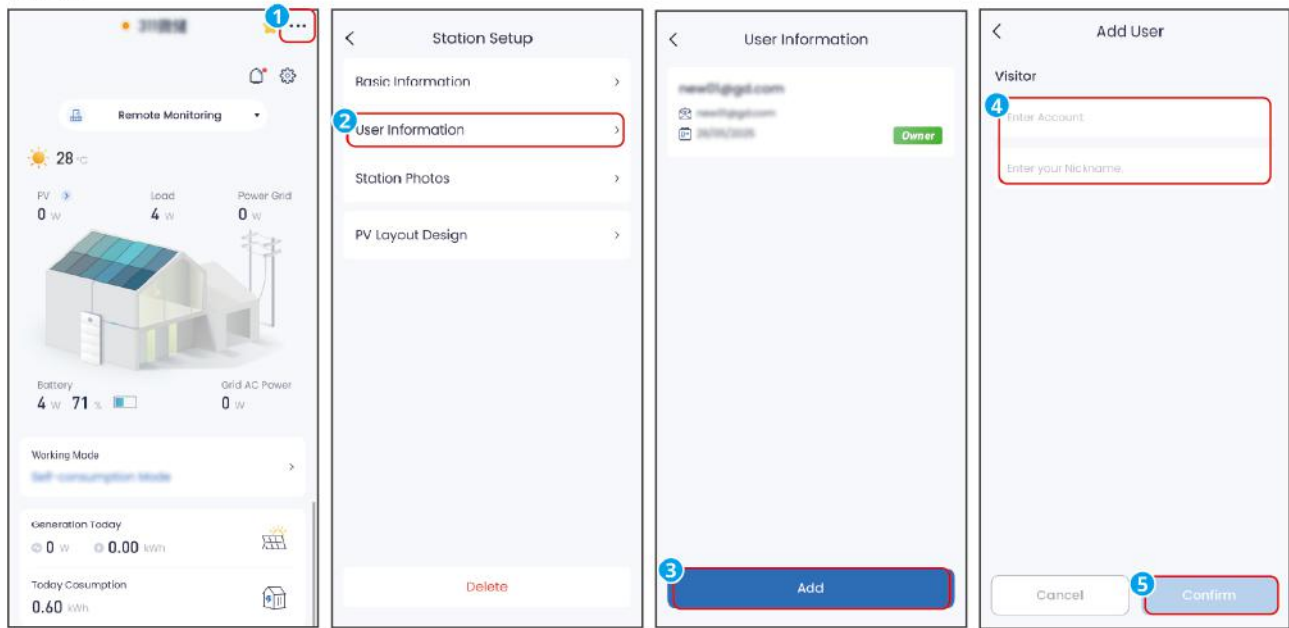 1
...
Remote Monitoring
28 °C
PV Load Power Grid
0 W 4 W 0 W
Battery Grid AC Power
4 W 71 % 0 W
Working Mode
Self-consumption Mode
Generation Today
0 W 0.00 kWh
Today Cosumption
0.60 kWh
Station Setup
Basic Information
2
User Information
Station Photos
PV Layout Design
Delete
User Information
Owner
3
Add
Add User
Visitor
4
Enter Account
Enter your Nickname.
Cancel
5
Confirm